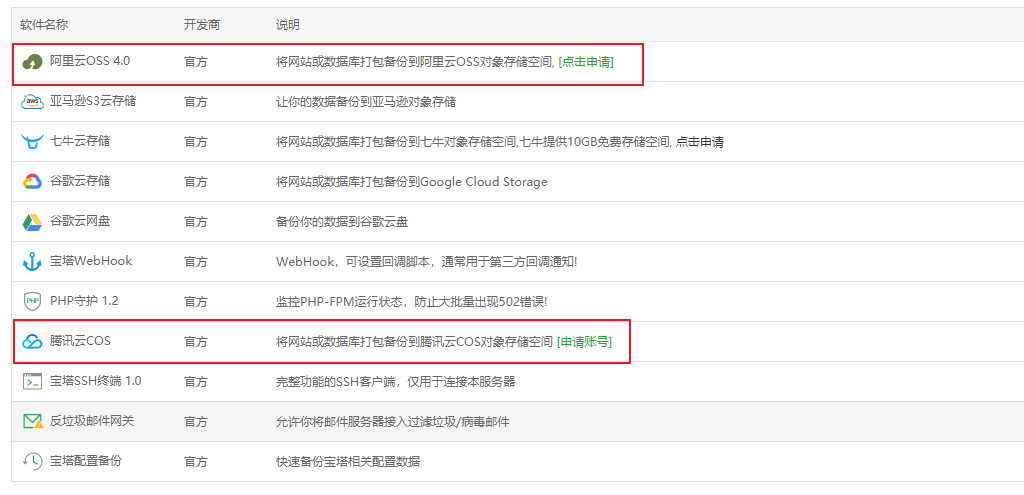 软件名称 开发商 说明
阿里云OSS 4.0 官方 将网站或数据库打包备份到阿里云OSS对象存储空间, [点击申请]
aws 亚马逊S3云存储 官方 让你的数据备份到亚马逊对象存储
七牛云存储 官方 将网站或数据库打包备份到七牛对象存储空间,七牛提供10GB免费存储空间, 点击申请
谷歌云存储 官方 将网站或数据库打包备份到Google Cloud Storage
谷歌云网盘 官方 备份你的数据到谷歌云盘
宝塔WebHook 官方 WebHook，可设置回调脚本，通常用于第三方回调通知!
PHP PHP守护 1.2 官方 监控PHP-FPM运行状态，防止大批量出现502错误!
腾讯云COS 官方 将网站或数据库打包备份到腾讯云COS对象存储空间 [申请账号]
宝塔SSH终端 1.0 官方 完整功能的SSH客户端，仅用于连接本服务器
反垃圾邮件网关 官方 允许你将邮件服务器接入过滤垃圾/病毒邮件
宝塔配置备份 官方 快速备份宝塔相关配置数据